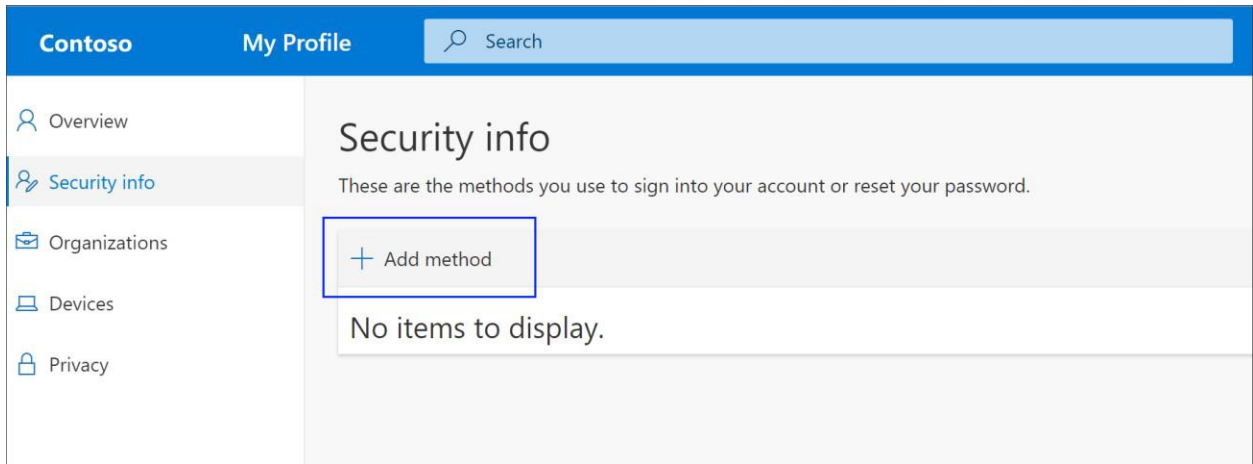 Contoso My Profile Search
Overview
Security info
Organizations
Devices
Privacy
Security info
These are the methods you use to sign into your account or reset your password.
Add method
No items to display.